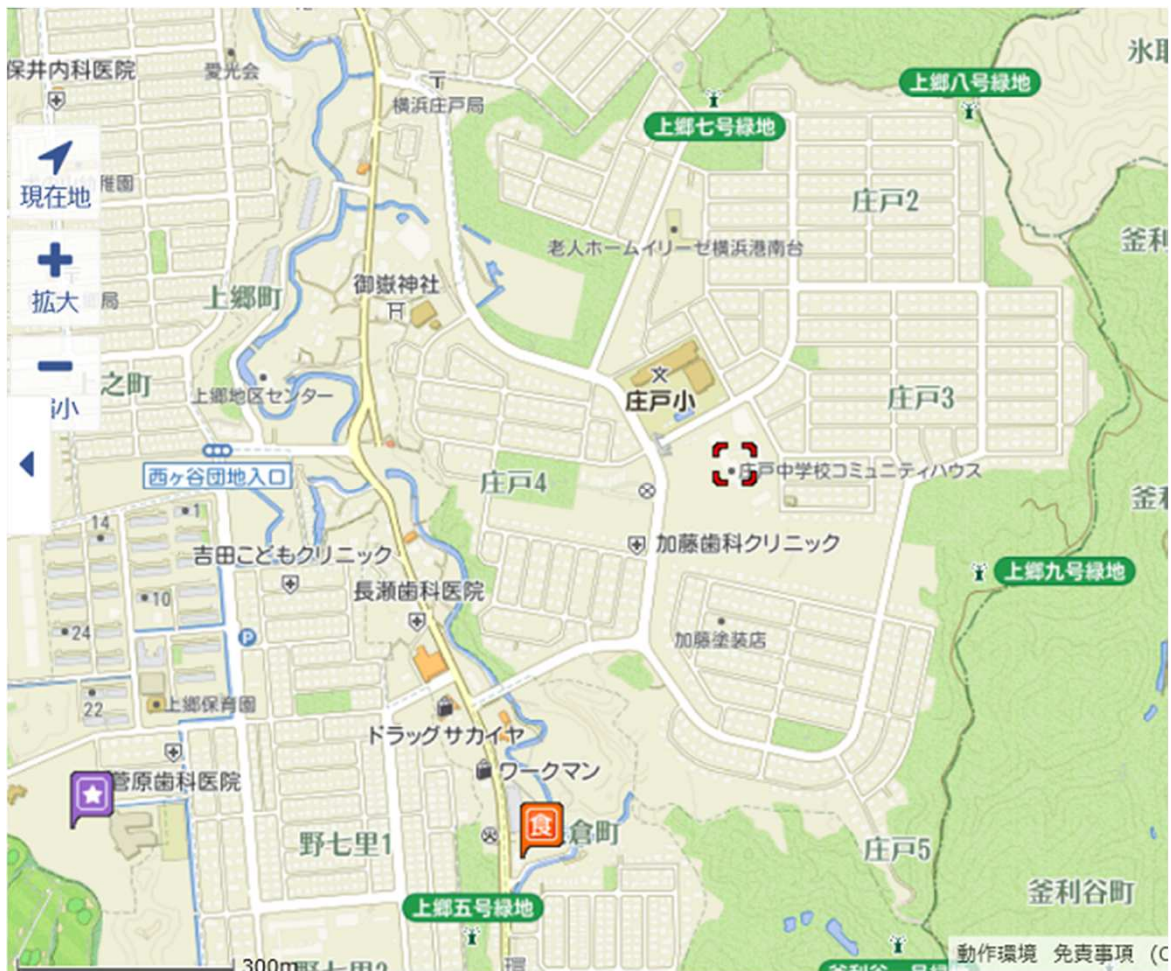 保井内科医院
愛光会
横浜庄戸局
上郷七号緑地
上郷八号緑地
現在地
稚園
庄戸2
老人ホームイリーゼ横浜港南台
拡大
局
上郷町
御嶽神社
之町
上郷地区センター
庄戸小
庄戸3
小
西ヶ谷団地入口
庄戸4
庄戸中学校コミュニティハウス
14
1
吉田こどもクリニック
加藤歯科クリニック
上郷九号緑地
長瀬歯科医院
10
24
P
加藤塗装店
22
上郷保育園
ドラッグサカイヤ
菅原歯科医院
ワークマン
食
倉町
野七里1
庄戸5
釜利谷町
上郷五号緑地
動作環境 免責事項 (C
300m
環